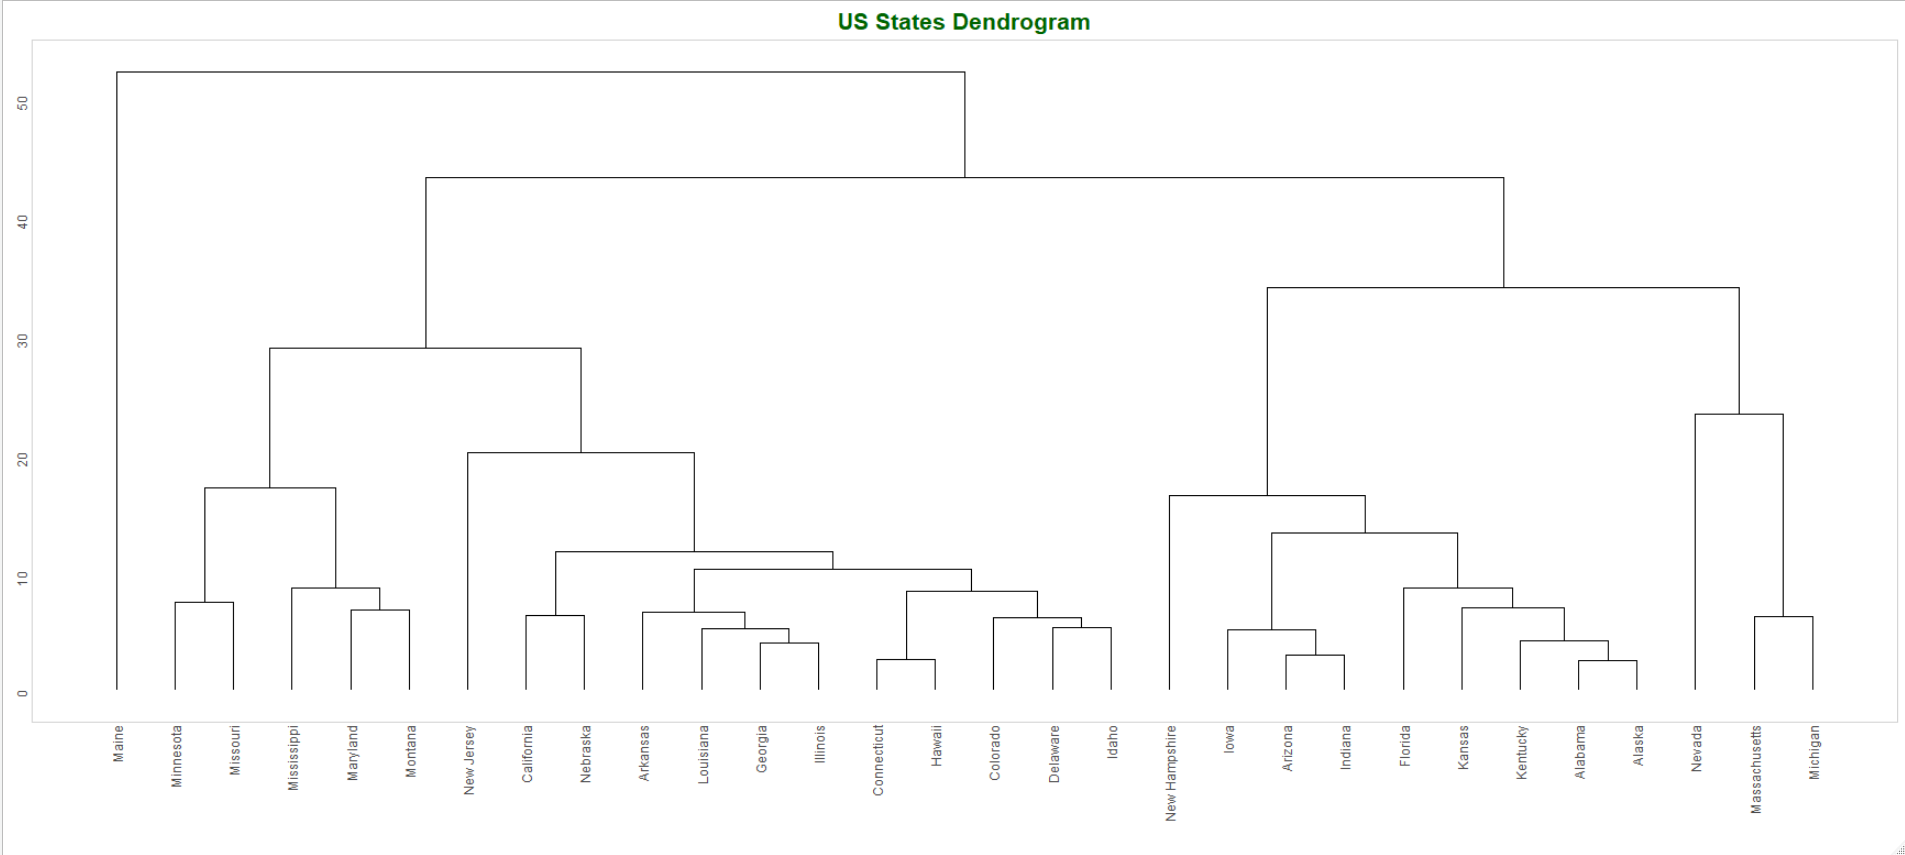 US States Dendrogram
50
40
30
20
10
0
Maine
Minnesota
Missouri
Mississippi
Maryland
Montana
New Jersey
California
Nebraska
Arkansas
Louisiana
Georgia
Illinois
Connecticut
Hawaii
Colorado
Delaware
Idaho
New Hampshire
Iowa
Arizona
Indiana
Florida
Kansas
Kentucky
Alabama
Alaska
Nevada
Massachusetts
Michigan